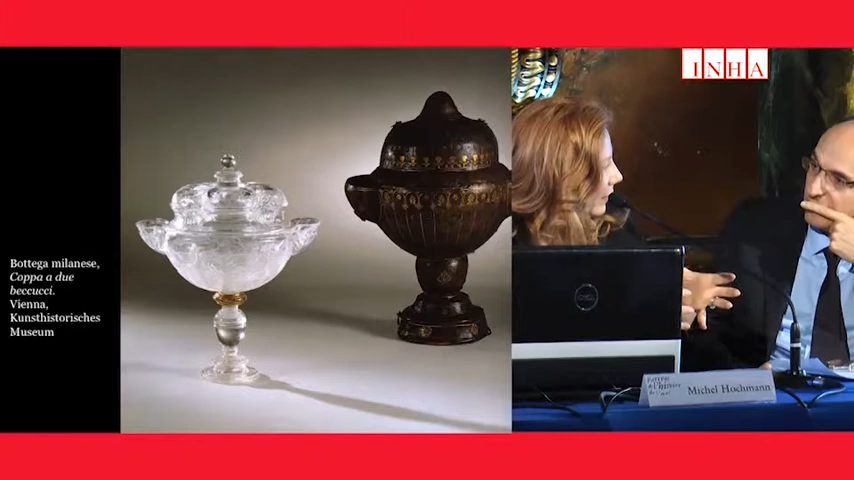 INHA
Bottega milanese,
Coppa a due
beccucci.
Vienna,
Kunsthistorisches
Museum
Michel Hochmann